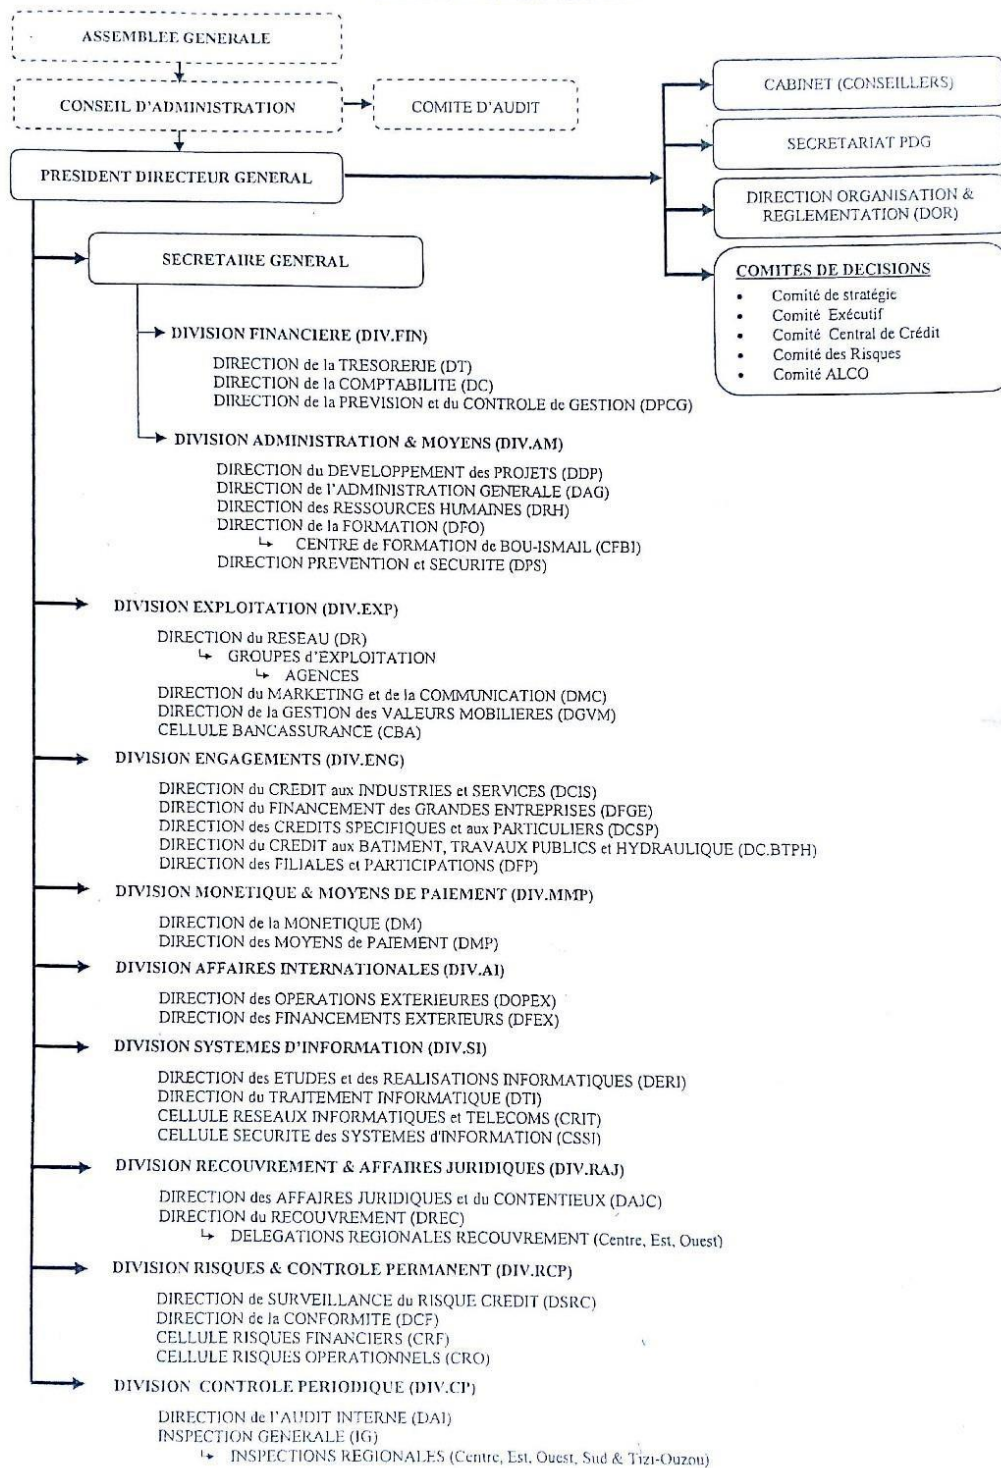 ASSEMBLEE GENERALE
CONSEIL D'ADMINISTRATION
COMITE D'AUDIT
PRESIDENT DIRECTEUR GENERAL
CABINET (CONSEILLERS)
SECRETARIAT PDG
DIRECTION ORGANISATION &
REGLEMENTATION (DOR)
COMITES DE DECISIONS
• Comité de stratégie
• Comité Exécutif
• Comité Central de Crédit
• Comité des Risques
• Comité ALCO
SECRETAIRE GENERAL
DIVISION FINANCIERE (DIV.FIN)
DIRECTION de la TRESORERIE (DT)
DIRECTION de la COMPTABILITE (DC)
DIRECTION de la PREVISION et du CONTROLE de GESTION (DPCG)
DIVISION ADMINISTRATION & MOYENS (DIV.AM)
DIRECTION du DEVELOPPEMENT des PROJETS (DDP)
DIRECTION de l'ADMINISTRATION GENERALE (DAG)
DIRECTION des RESSOURCES HUMAINES (DRH)
DIRECTION de la FORMATION (DFO)
CENTRE de FORMATION de BOU-ISMAIL (CFBI)
DIRECTION PREVENTION et SECURITE (DPS)
DIVISION EXPLOITATION (DIV.EXP)
DIRECTION du RESEAU (DR)
GROUPES d'EXPLOITATION
AGENCES
DIRECTION du MARKETING et de la COMMUNICATION (DMC)
DIRECTION de la GESTION des VALEURS MOBILIERES (DGVM)
CELLULE BANCASSURANCE (CBA)
DIVISION ENGAGEMENTS (DIV.ENG)
DIRECTION du CREDIT aux INDUSTRIES et SERVICES (DCIS)
DIRECTION du FINANCEMENT des GRANDES ENTREPRISES (DFGE)
DIRECTION des CREDITS SPECIFIQUES et aux PARTICULIERS (DCSP)
DIRECTION du CREDIT aux BATIMENT, TRAVAUX PUBLICS et HYDRAULIQUE (DC.BTPH)
DIRECTION des FILIALES et PARTICIPATIONS (DFP)
DIVISION MONETIQUE & MOYENS DE PAIEMENT (DIV.MMP)
DIRECTION de la MONETIQUE (DM)
DIRECTION des MOYENS de PAIEMENT (DMP)
DIVISION AFFAIRES INTERNATIONALES (DIV.AI)
DIRECTION des OPERATIONS EXTERIEURES (DOPEX)
DIRECTION des FINANCEMENTS EXTERIEURS (DFEX)
DIVISION SYSTEMES D'INFORMATION (DIV.SI)
DIRECTION des ETUDES et des REALISATIONS INFORMATIQUES (DERI)
DIRECTION du TRAITEMENT INFORMATIQUE (DTI)
CELLULE RESEAUX INFORMATIQUES et TELECOMS (CRIT)
CELLULE SECURITE des SYSTEMES d'INFORMATION (CSSI)
DIVISION RECOUVREMENT & AFFAIRES JURIDIQUES (DIV.RAJ)
DIRECTION des AFFAIRES JURIDIQUES et du CONTENTIEUX (DAJC)
DIRECTION du RECOUVREMENT (DREC)
DELEGATIONS REGIONALES RECOUVREMENT (Centre, Est, Ouest)
DIVISION RISQUES & CONTROLE PERMANENT (DIV.RCP)
DIRECTION de SURVEILLANCE du RISQUE CREDIT (DSRC)
DIRECTION de la CONFORMITE (DCF)
CELLULE RISQUES FINANCIERS (CRF)
CELLULE RISQUES OPERATIONNELS (CRO)
DIVISION CONTROLE PERIODIQUE (DIV.CP)
DIRECTION de l'AUDIT INTERNE (DAI)
INSPECTION GENERALE (IG)
INSPECTIONS REGIONALES (Centre, Est, Ouest, Sud & Tizi-Ouzou)